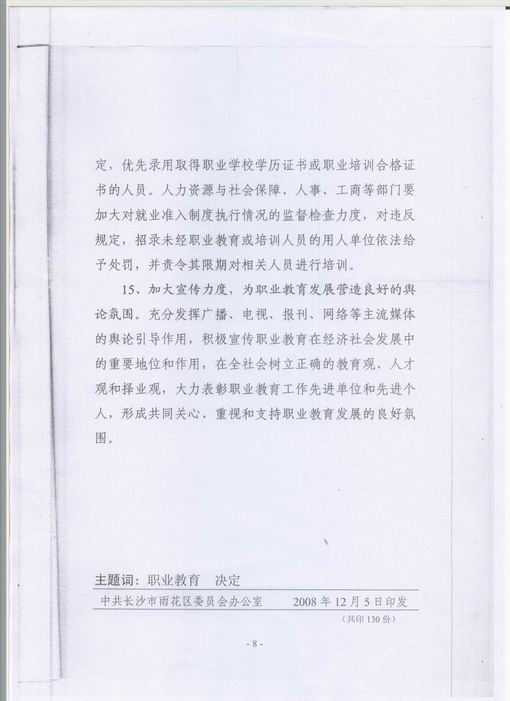 定，优先录用取得职业学校学历证书或职业培训合格证
书的人员。人力资源与社会保障、人事、工商等部门要
加大对就业准入制度执行情况的监督检查力度，对违反
规定，招录未经职业教育或培训人员的用人单位依法给
予处罚，并责令其限期对相关人员进行培训。
15、加大宣传力度，为职业教育发展营造良好的舆
论氛围。充分发挥广播、电视、报刊、网络等主流媒体
的舆论引导作用，积极宣传职业教育在经济社会发展中
的重要地位和作用，在全社会树立正确的教育观、人才
观和择业观，大力表彰职业教育工作先进单位和先进个
人，形成共同关心、重视和支持职业教育发展的良好氛
围。
主题词：职业教育 决定
中共长沙市雨花区委员会办公室 2008 年 12 月 5 日印发
（共印 130 份）
- 8 -